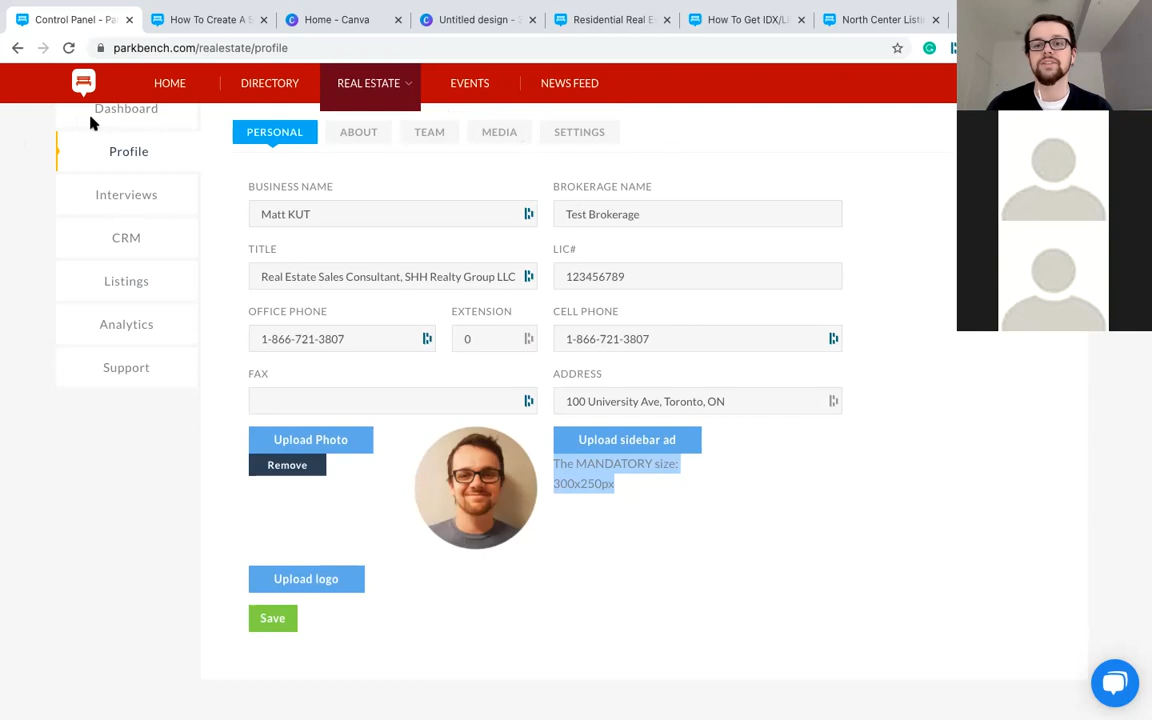 Control Panel - Pa
How To Create A S
Home - Canva
Untitled design - 3
Residential Real E
How To Get IDX/L
North Center Listi
parkbench.com/realestate/profile
HOME
DIRECTORY
REAL ESTATE
EVENTS
NEWS FEED
Dashboard
Profile
Interviews
CRM
Listings
Analytics
Support
PERSONAL
ABOUT
TEAM
MEDIA
SETTINGS
BUSINESS NAME
BROKERAGE NAME
Matt KUT
Test Brokerage
TITLE
LIC#
Real Estate Sales Consultant, SHH Realty Group LLC
123456789
OFFICE PHONE
EXTENSION
CELL PHONE
1-866-721-3807
0
1-866-721-3807
FAX
ADDRESS
100 University Ave, Toronto, ON
Upload Photo
Remove
Upload sidebar ad
The MANDATORY size:
300x250px
Upload logo
Save